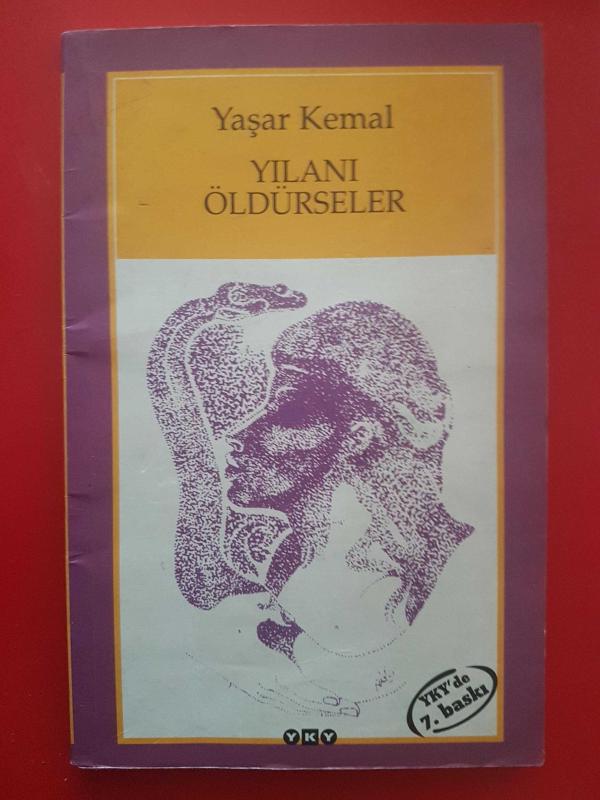 Yaşar Kemal
YILANI
ÖLDÜRSELER
YKY'de
7. baskı
YKY